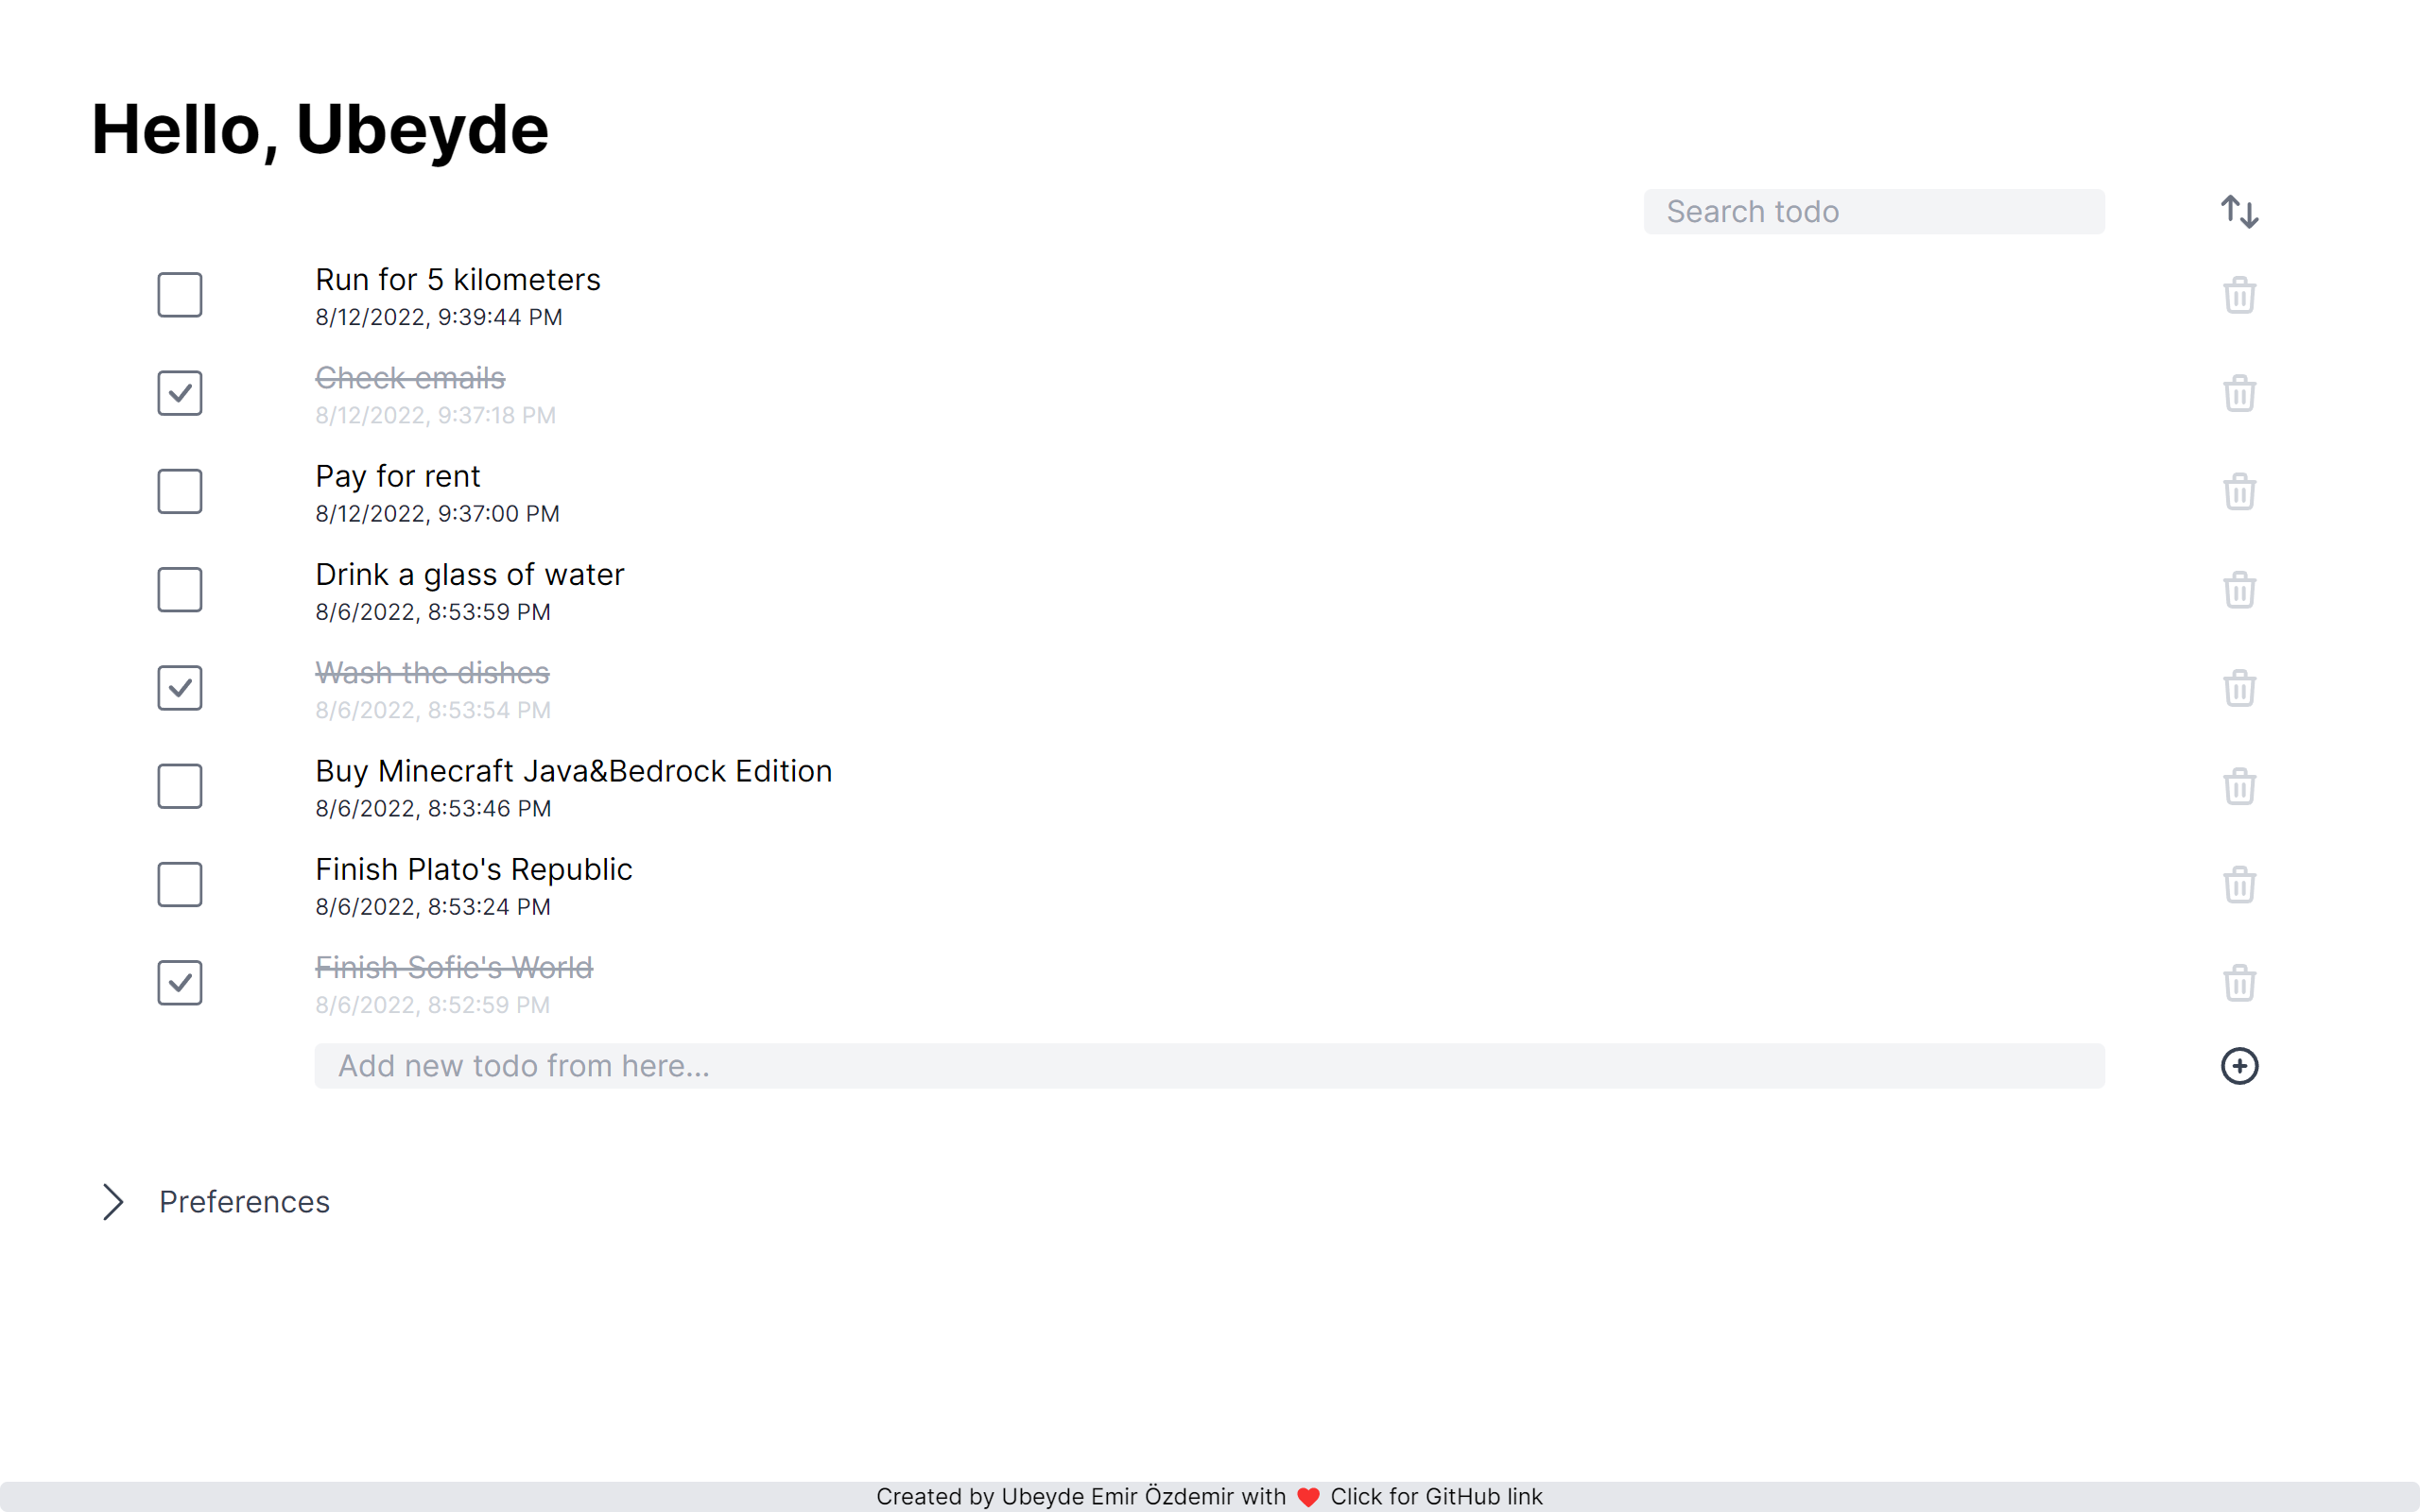 Hello, Ubeyde
Search todo
Run for 5 kilometers
8/12/2022, 9:39:44 PM
Check emails
8/12/2022, 9:37:18 PM
Pay for rent
8/12/2022, 9:37:00 PM
Drink a glass of water
8/6/2022, 8:53:59 PM
Wash the dishes
8/6/2022, 8:53:54 PM
Buy Minecraft Java&Bedrock Edition
8/6/2022, 8:53:46 PM
Finish Plato's Republic
8/6/2022, 8:53:24 PM
Finish Sofie's World
8/6/2022, 8:52:59 PM
Add new todo from here...
Preferences
Created by Ubeyde Emir Özdemir with ❤️ Click for GitHub link